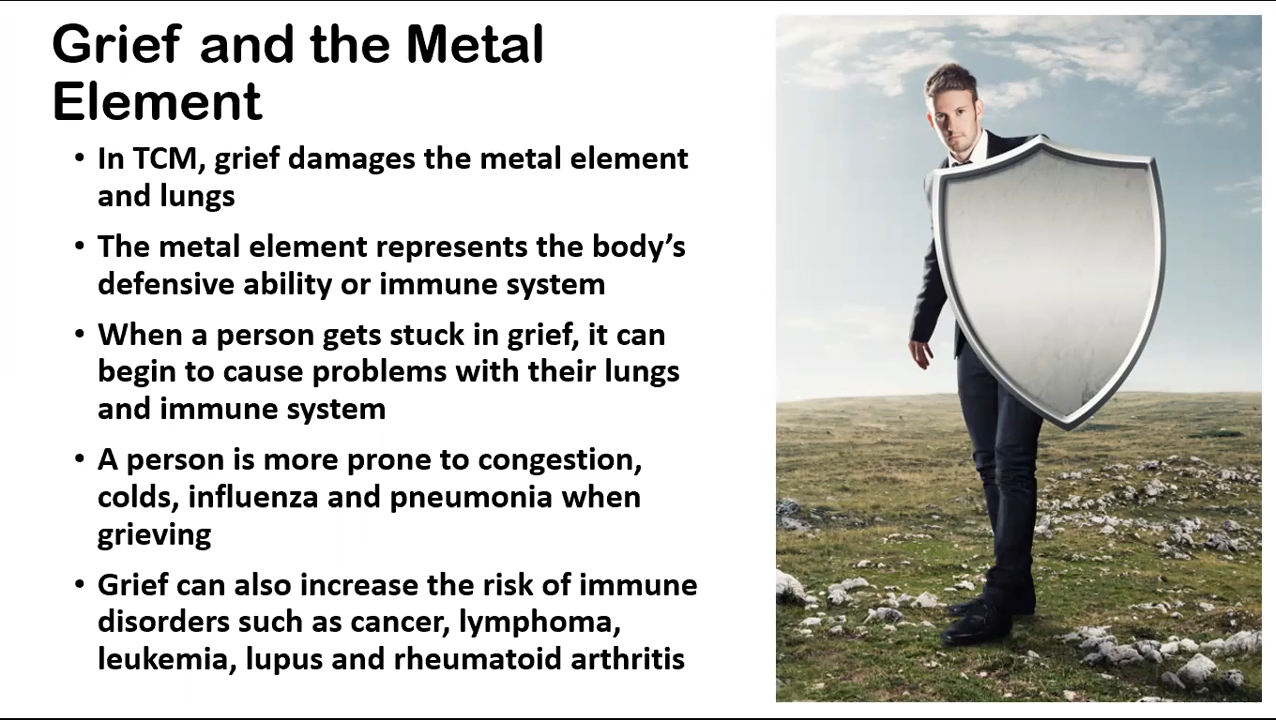 Grief and the Metal
Element
• In TCM, grief damages the metal element
and lungs
• The metal element represents the body’s
defensive ability or immune system
• When a person gets stuck in grief, it can
begin to cause problems with their lungs
and immune system
• A person is more prone to congestion,
colds, influenza and pneumonia when
grieving
• Grief can also increase the risk of immune
disorders such as cancer, lymphoma,
leukemia, lupus and rheumatoid arthritis